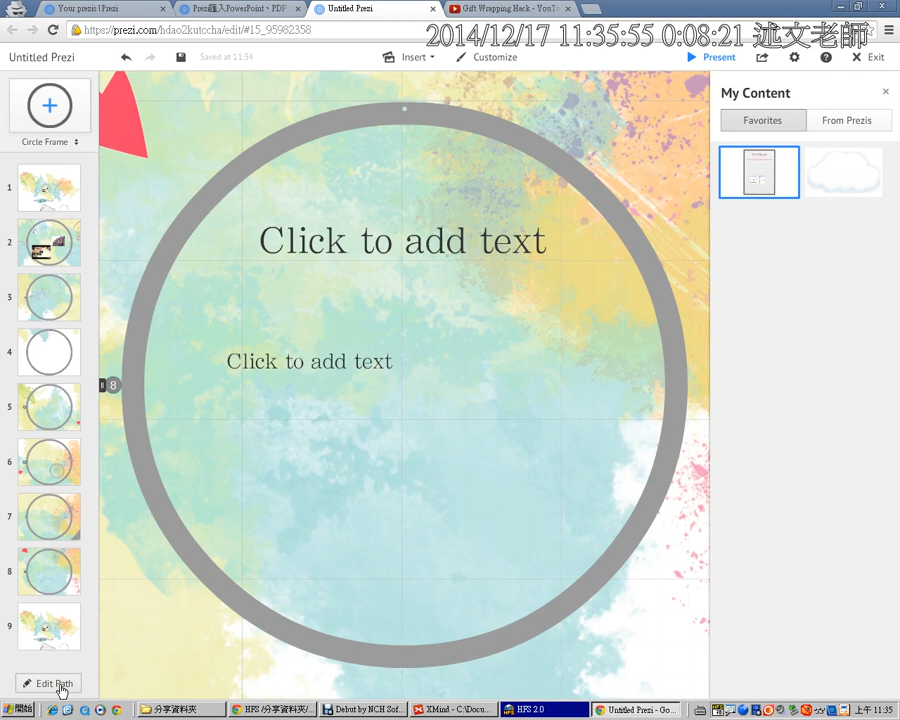 Your prezis | Prezi
Prezi匯入PowerPoint、PDF
Untitled Prezi
Gift Wrapping Hack - YouTu
https://prezi.com/hdao2kutccha/edit/#15_95982358
2014/12/17 11:35:55 0:08:21 述文老師
Untitled Prezi
Saved at 11:34
Insert
Customize
Present
Exit
Circle Frame
My Content
Favorites
From Prezis
1
2
3
4
5
6
7
8
9
8
Click to add text
Click to add text
Edit Path
開始
分享資料夾
HFS /分享資料夾/...
Debut by NCH Sof...
XMind - C:\Docu...
HFS 2.0
Untitled Prezi - Go...
上午 11:35